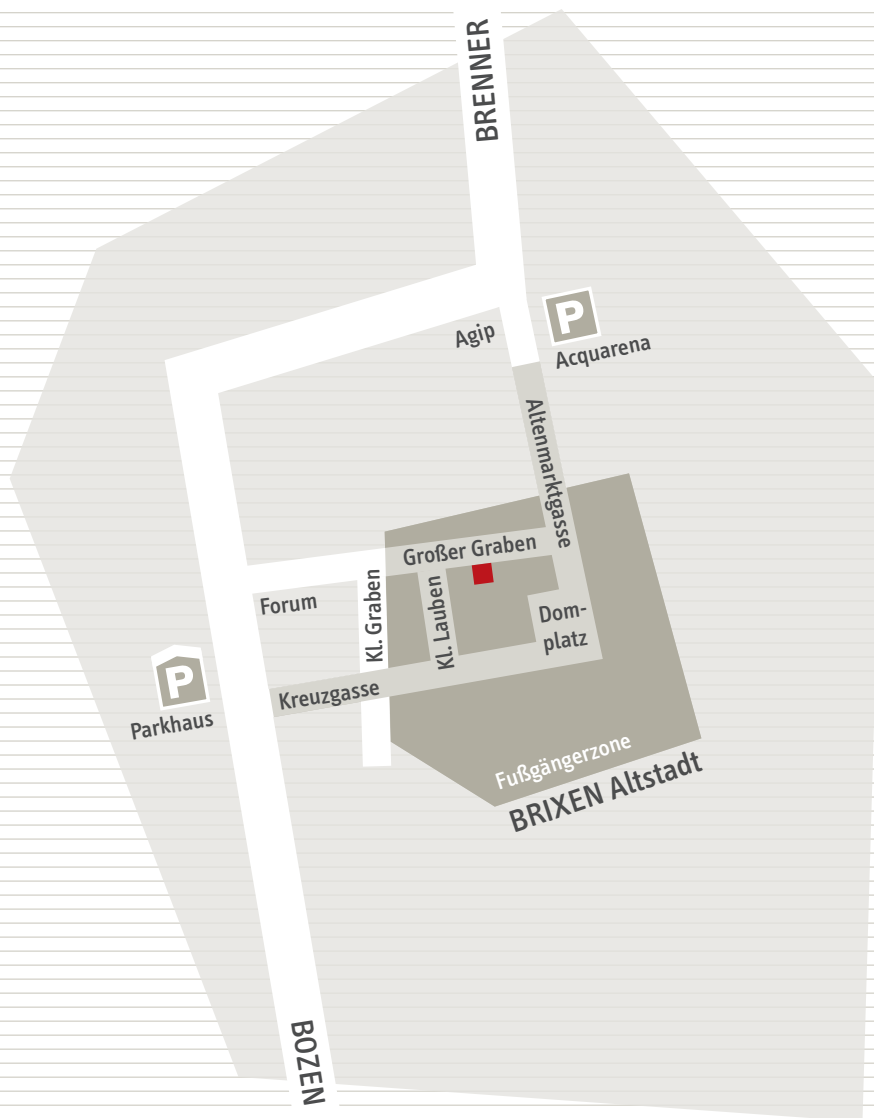 BRENNER
P
Agip
Acquarena
Altenmarktgasse
Großer Graben
Forum
Kl. Graben
Kl. Lauben
Dom-
platz
P
Parkhaus
Kreuzgasse
Fußgängerzone
BRIXEN Altstadt
BOZEN